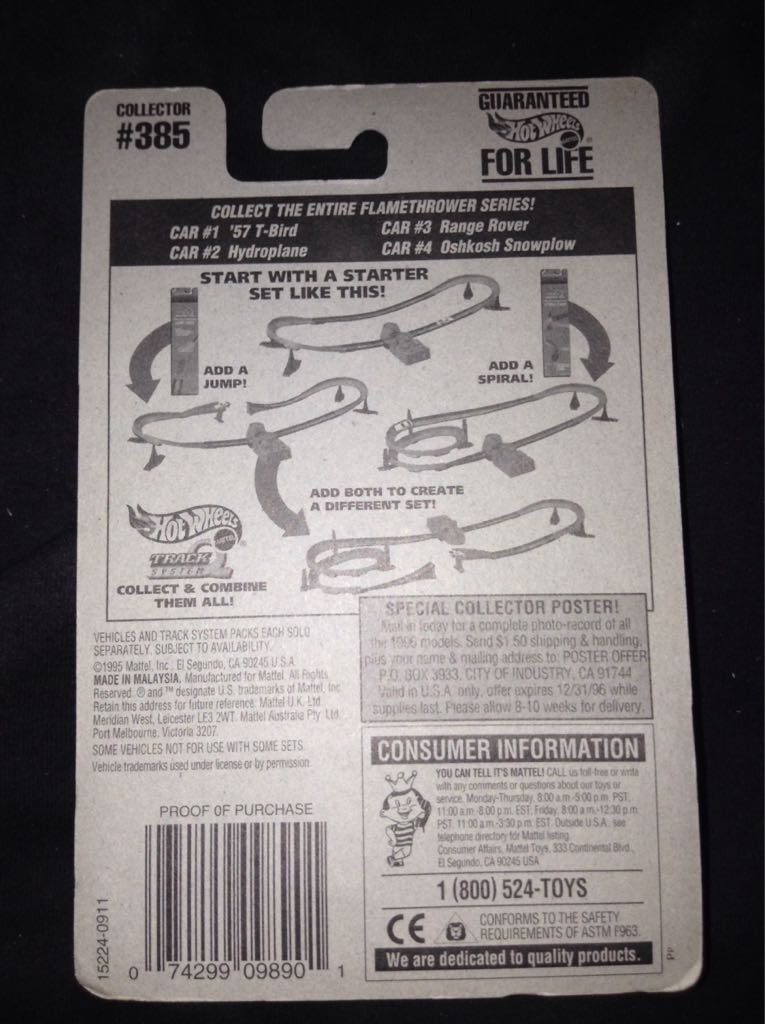 COLLECTOR
#385
GUARANTEED
HOT WHEELS
FOR LIFE
COLLECT THE ENTIRE FLAMETHROWER SERIES!
CAR #1 '57 T-Bird
CAR #2 Hydroplane
CAR #3 Range Rover
CAR #4 Oshkosh Snowplow
START WITH A STARTER
SET LIKE THIS!
ADD A
JUMP!
ADD A
SPIRAL!
ADD BOTH TO CREATE
A DIFFERENT SET!
HOT WHEELS
MATTEL
TRACK
SYSTEM
COLLECT & COMBINE
THEM ALL!
SPECIAL COLLECTOR POSTER!
Mail in today for a complete photo-record of all
the 1995 models. Send $1.50 shipping & handling,
plus your name & mailing address to: POSTER OFFER
P.O. BOX 3933, CITY OF INDUSTRY, CA 91744
Valid in U.S.A. only, offer expires 12/31/96 while
supplies last. Please allow 8-10 weeks for delivery.
VEHICLES AND TRACK SYSTEM PACKS EACH SOLD
SEPARATELY. SUBJECT TO AVAILABILITY.
©1995 Mattel, Inc., El Segundo, CA 90245 U.S.A.
MADE IN MALAYSIA. Manufactured for Mattel. All Rights
Reserved. ® and ™ designate U.S. trademarks of Mattel, Inc.
Retain this address for future reference: Mattel U.K. Ltd.
Meridian West, Leicester LE3 2WT. Mattel Australia Pty. Ltd.
Port Melbourne, Victoria 3207.
SOME VEHICLES NOT FOR USE WITH SOME SETS.
Vehicle trademarks used under license or by permission.
CONSUMER INFORMATION
YOU CAN TELL IT'S MATTEL! CALL us toll-free or write
with any comments or questions about our toys or
service. Monday-Thursday, 8:00 a.m.-5:00 p.m. PST,
11:00 a.m.-8:00 p.m. EST, Friday, 8:00 a.m.-12:30 p.m.
PST, 11:00 a.m.-3:30 p.m. EST. Outside U.S.A., see
telephone directory for Mattel listing.
Consumer Affairs, Mattel Toys, 333 Continental Blvd.,
El Segundo, CA 90245 USA
1 (800) 524-TOYS
CE
CONFORMS TO THE SAFETY
REQUIREMENTS OF ASTM F963.
We are dedicated to quality products.
PROOF OF PURCHASE
0 74299 09890 1
15224-0911